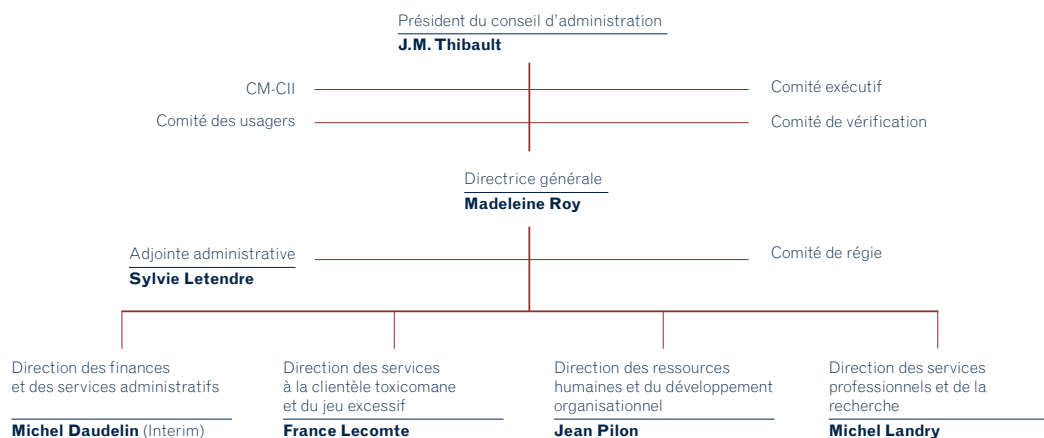 Président du conseil d’administration
J.M. Thibault
CM-CII
Comité exécutif
Comité des usagers
Comité de vérification
Directrice générale
Madeleine Roy
Adjointe administrative
Sylvie Letendre
Comité de régie
Direction des finances
et des services administratifs
Michel Daudelin (Interim)
Direction des services
à la clientèle toxicomane
et du jeu excessif
France Lecomte
Direction des ressources
humaines et du développement
organisationnel
Jean Pilon
Direction des services
professionnels et de la
recherche
Michel Landry